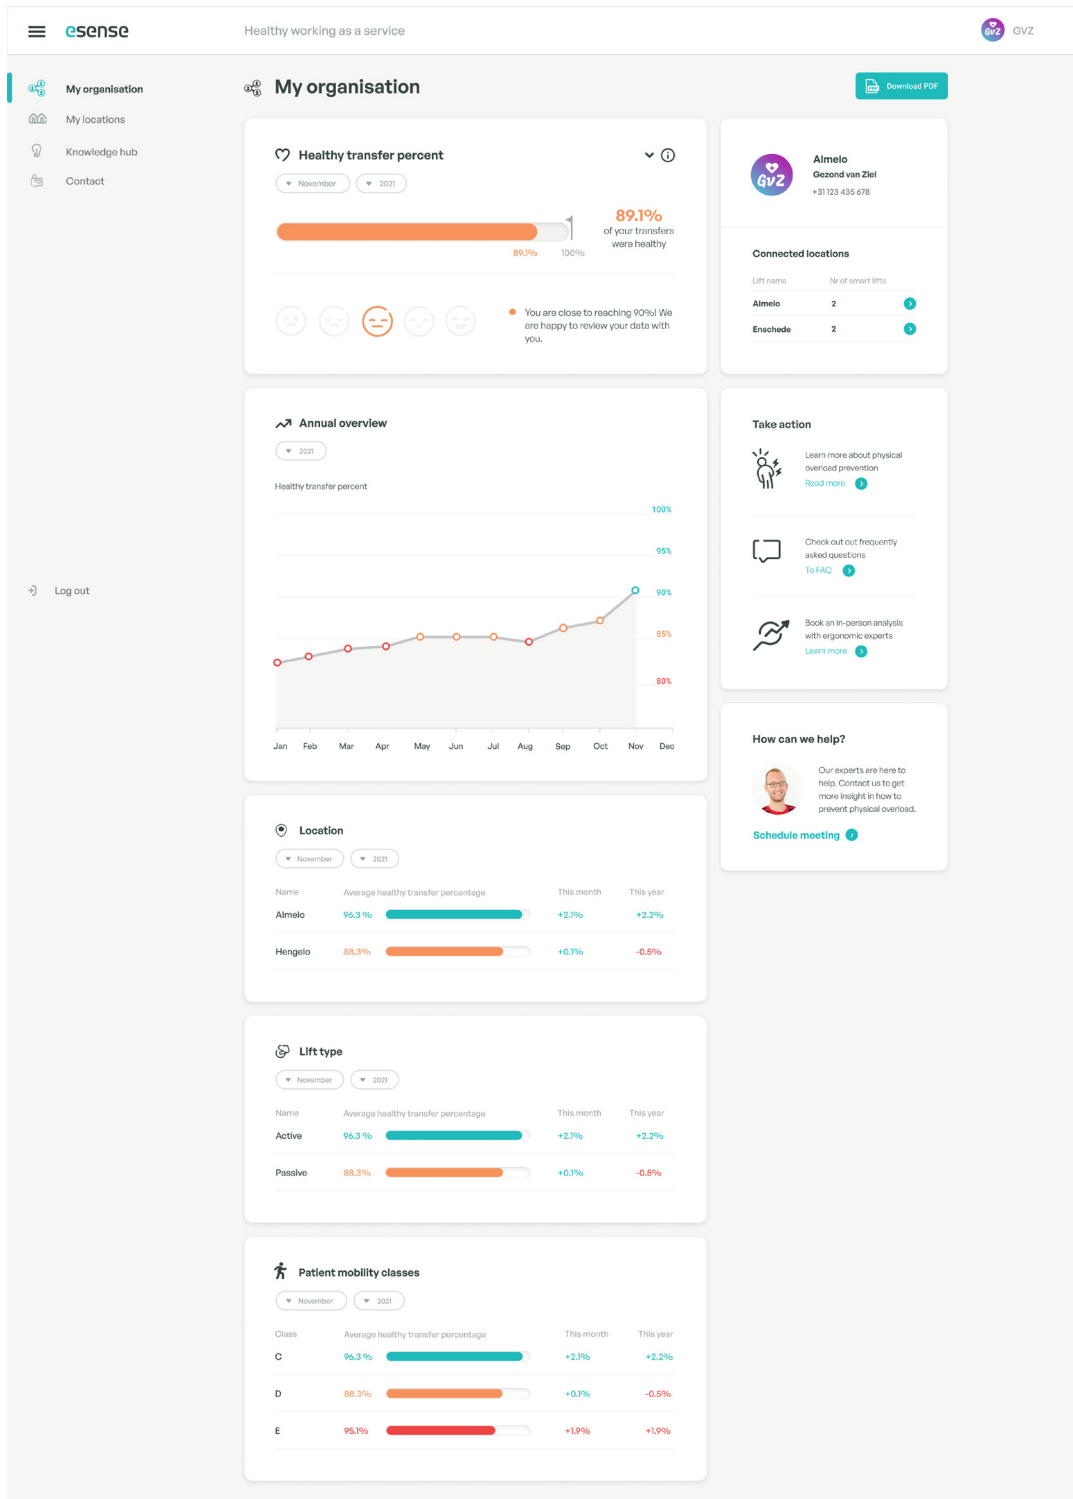 esense
Healthy working as a service
GVZ
GVZ
My organisation
My locations
Knowledge hub
Contact
Log out
My organisation
Download PDF
Healthy transfer percent
November
2021
89.1%
of your transfers
were healthy
89.1%
100%
You are close to reaching 90%! We
are happy to review your data with
you.
GVZ
Almelo
Gezond van Ziel
+31 123 435 678
Connected locations
Lift name Nr of smart lifts
Almelo 2
Enschede 2
Annual overview
2021
Healthy transfer percent
100%
95%
90%
85%
80%
Jan Feb Mar Apr May Jun Jul Aug Sep Oct Nov Dec
Take action
Learn more about physical
overload prevention
Read more
Check out out frequently
asked questions
To FAQ
Book an in-person analysis
with ergonomic experts
Learn more
How can we help?
Our experts are here to
help. Contact us to get
more insight in how to
prevent physical overload.
Schedule meeting
Location
November
2021
Name Average healthy transfer percentage This month This year
Almelo 96.3 % +2.1% +2.2%
Hengelo 88.3% +0.1% -0.5%
Lift type
November
2021
Name Average healthy transfer percentage This month This year
Active 96.3 % +2.1% +2.2%
Passive 88.3% +0.1% -0.5%
Patient mobility classes
November
2021
Class Average healthy transfer percentage This month This year
C 96.3 % +2.1% +2.2%
D 88.3% +0.1% -0.5%
E 95.1% +1.9% +1.9%